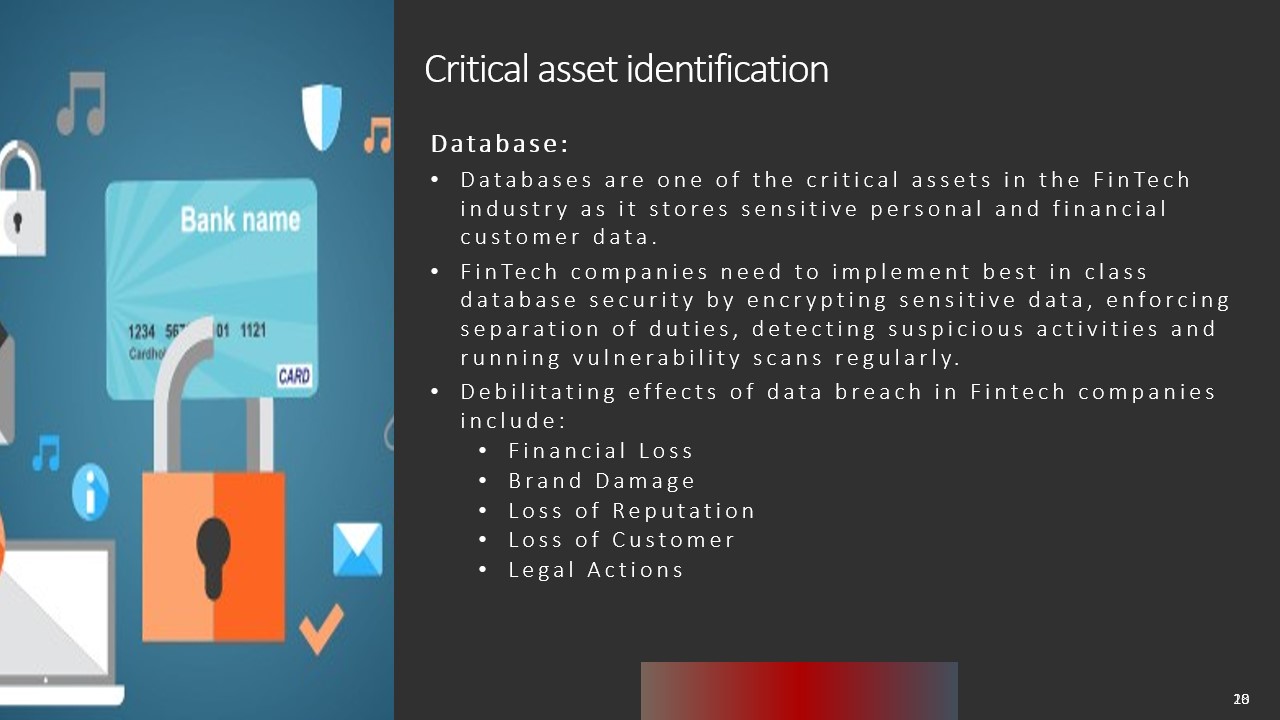 Critical asset identification
Database:
• Databases are one of the critical assets in the FinTech
industry as it stores sensitive personal and financial
customer data.
• FinTech companies need to implement best in class
database security by encrypting sensitive data, enforcing
separation of duties, detecting suspicious activities and
running vulnerability scans regularly.
• Debilitating effects of data breach in Fintech companies
include:
• Financial Loss
• Brand Damage
• Loss of Reputation
• Loss of Customer
• Legal Actions
Bank name
1234 01 1121
CARD